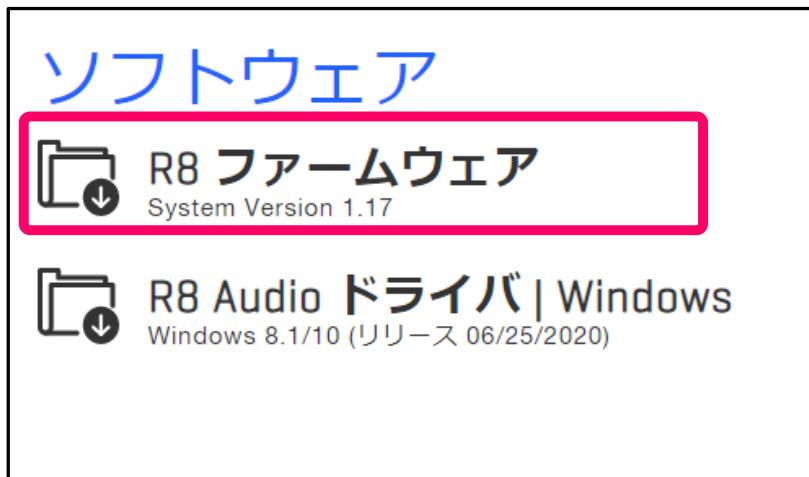 ソフトウェア
R8 ファームウェア
System Version 1.17
R8 Audio ドライバ | Windows
Windows 8.1/10 (リリース 06/25/2020)